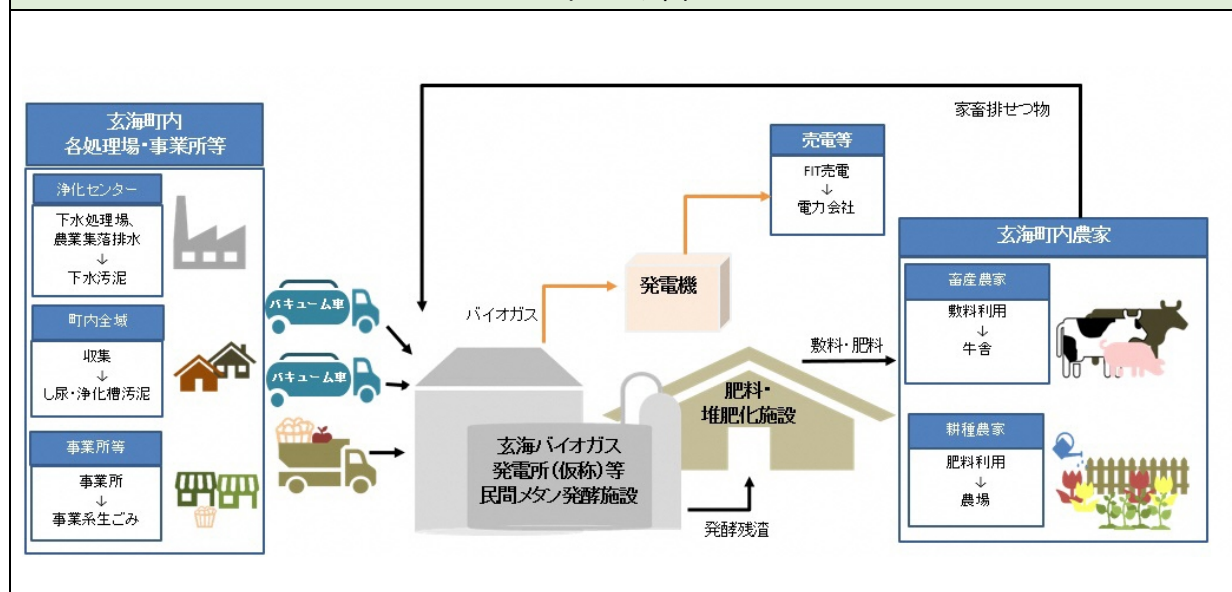 玄海町内
各処理場・事業所等
浄化センター
下水処理場、
農業集落排水
↓
下水汚泥
町内全域
収集
↓
し尿・浄化槽汚泥
事業所等
事業所
↓
事業系生ごみ
バキューム車
バキューム車
バイオガス
玄海バイオガス
発電所(仮称)等
民間メタン発酵施設
発電機
売電等
FIT売電
↓
電力会社
肥料・
堆肥化施設
発酵残渣
敷料・肥料
家畜排せつ物
玄海町内農家
畜産農家
敷料利用
↓
牛舎
耕種農家
肥料利用
↓
農場